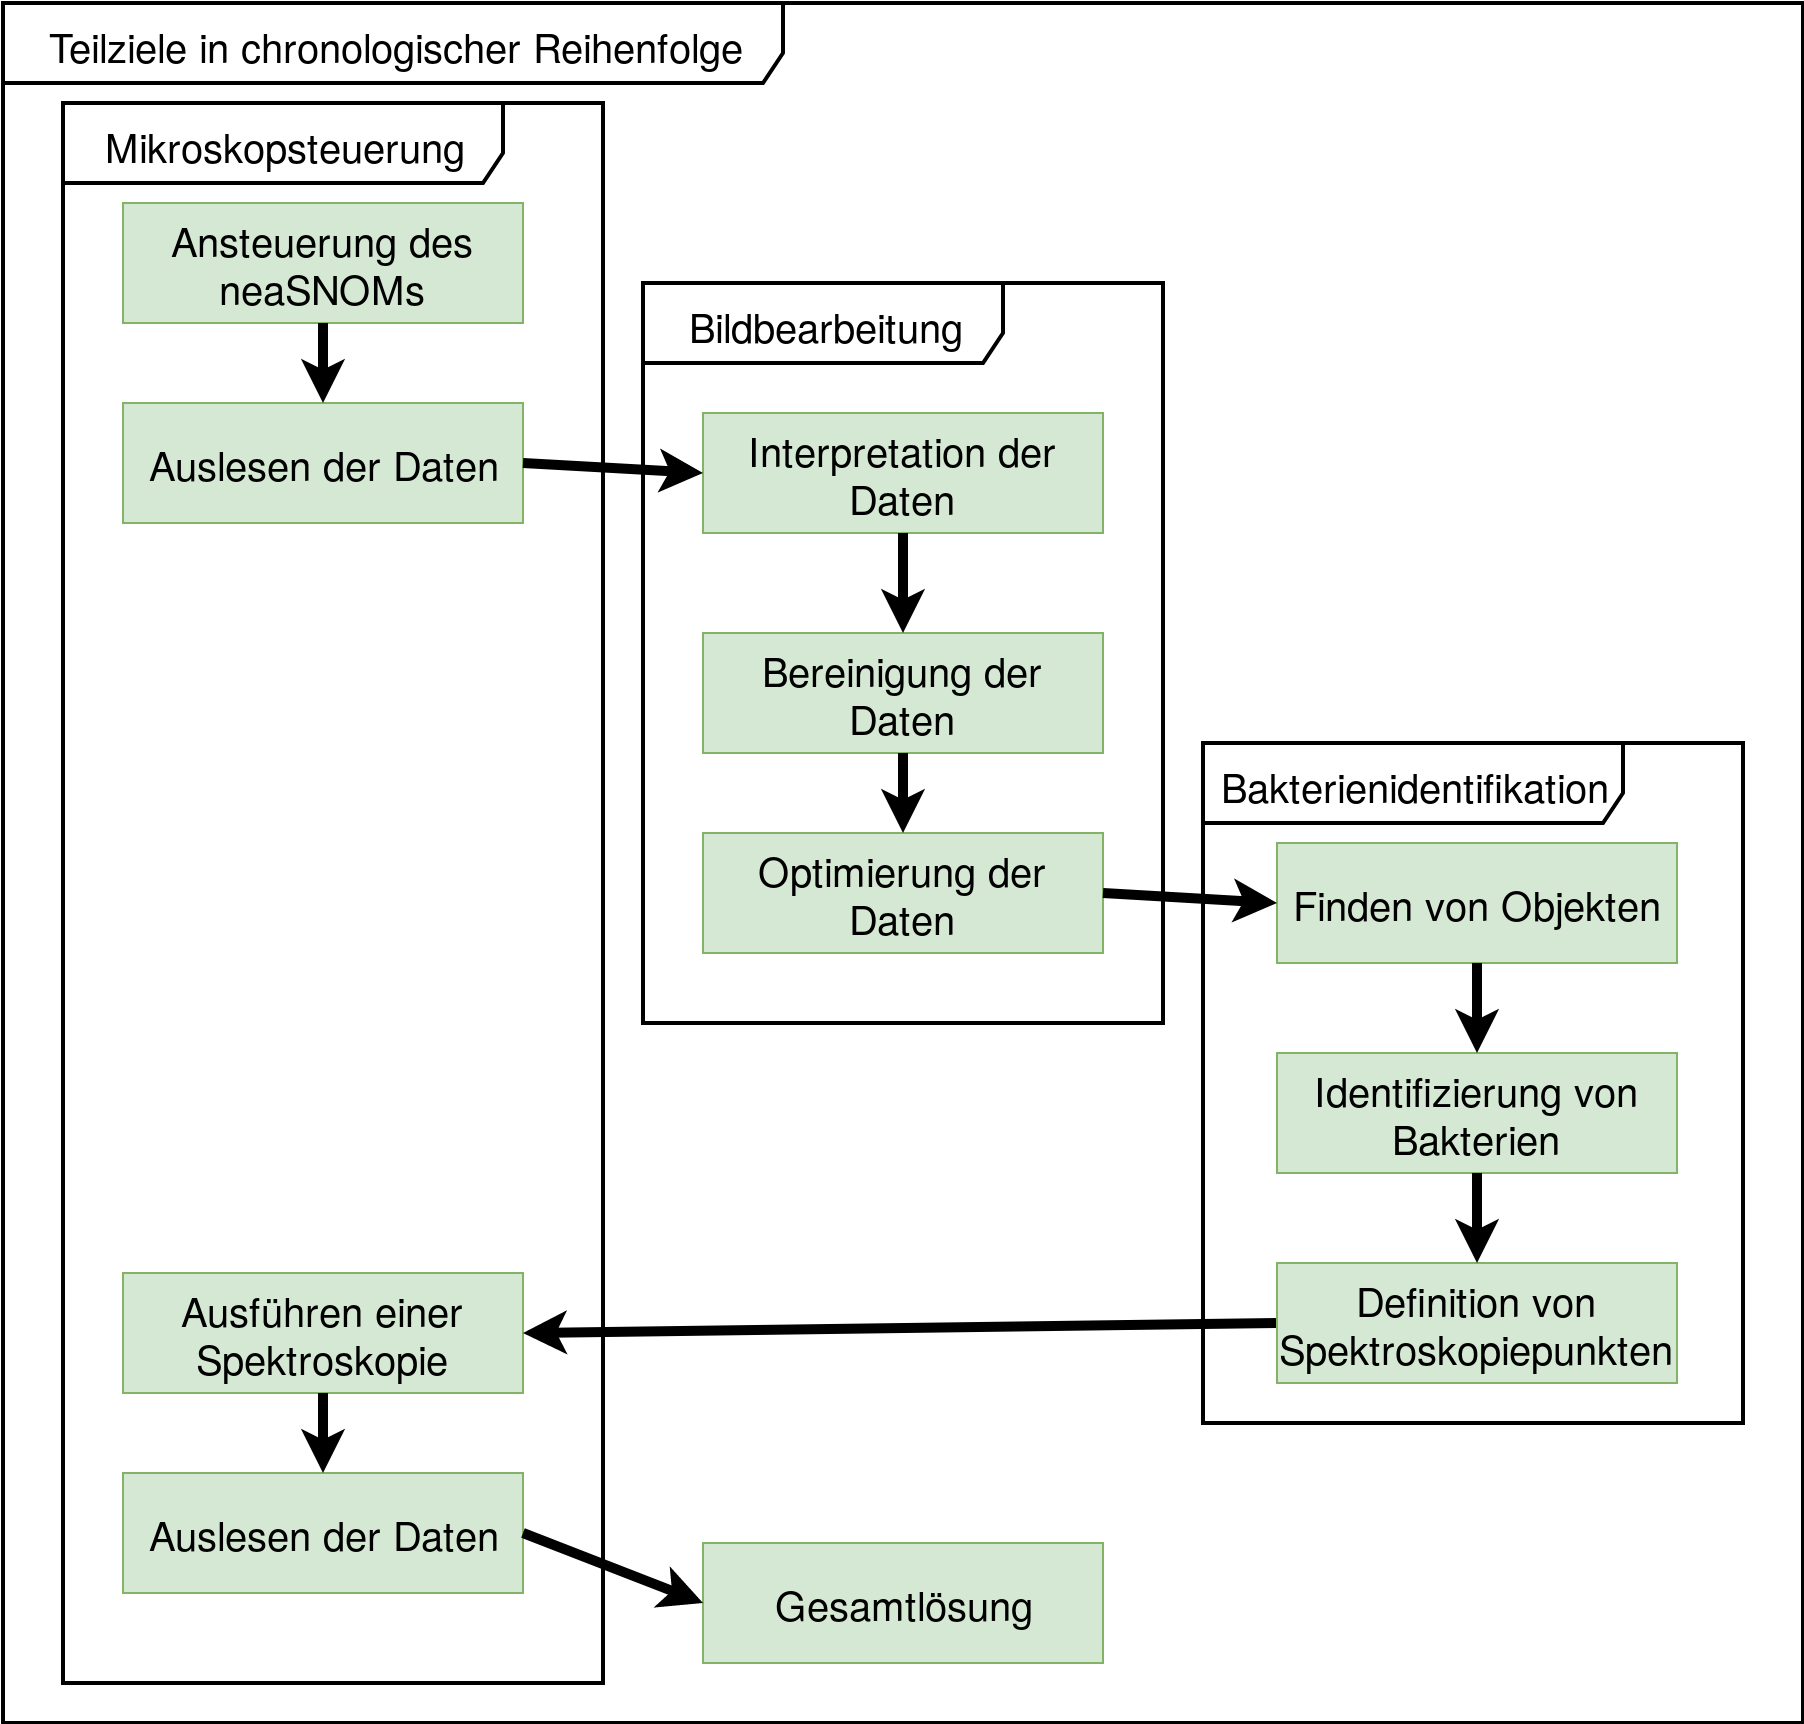 Teilziele in chronologischer Reihenfolge
Mikroskopsteuerung
Ansteuerung des
neaSNOMs
Auslesen der Daten
Bildbearbeitung
Interpretation der
Daten
Bereinigung der
Daten
Optimierung der
Daten
Bakterienidentifikation
Finden von Objekten
Identifizierung von
Bakterien
Definition von
Spektroskopiepunkten
Ausführen einer
Spektroskopie
Auslesen der Daten
Gesamtlösung